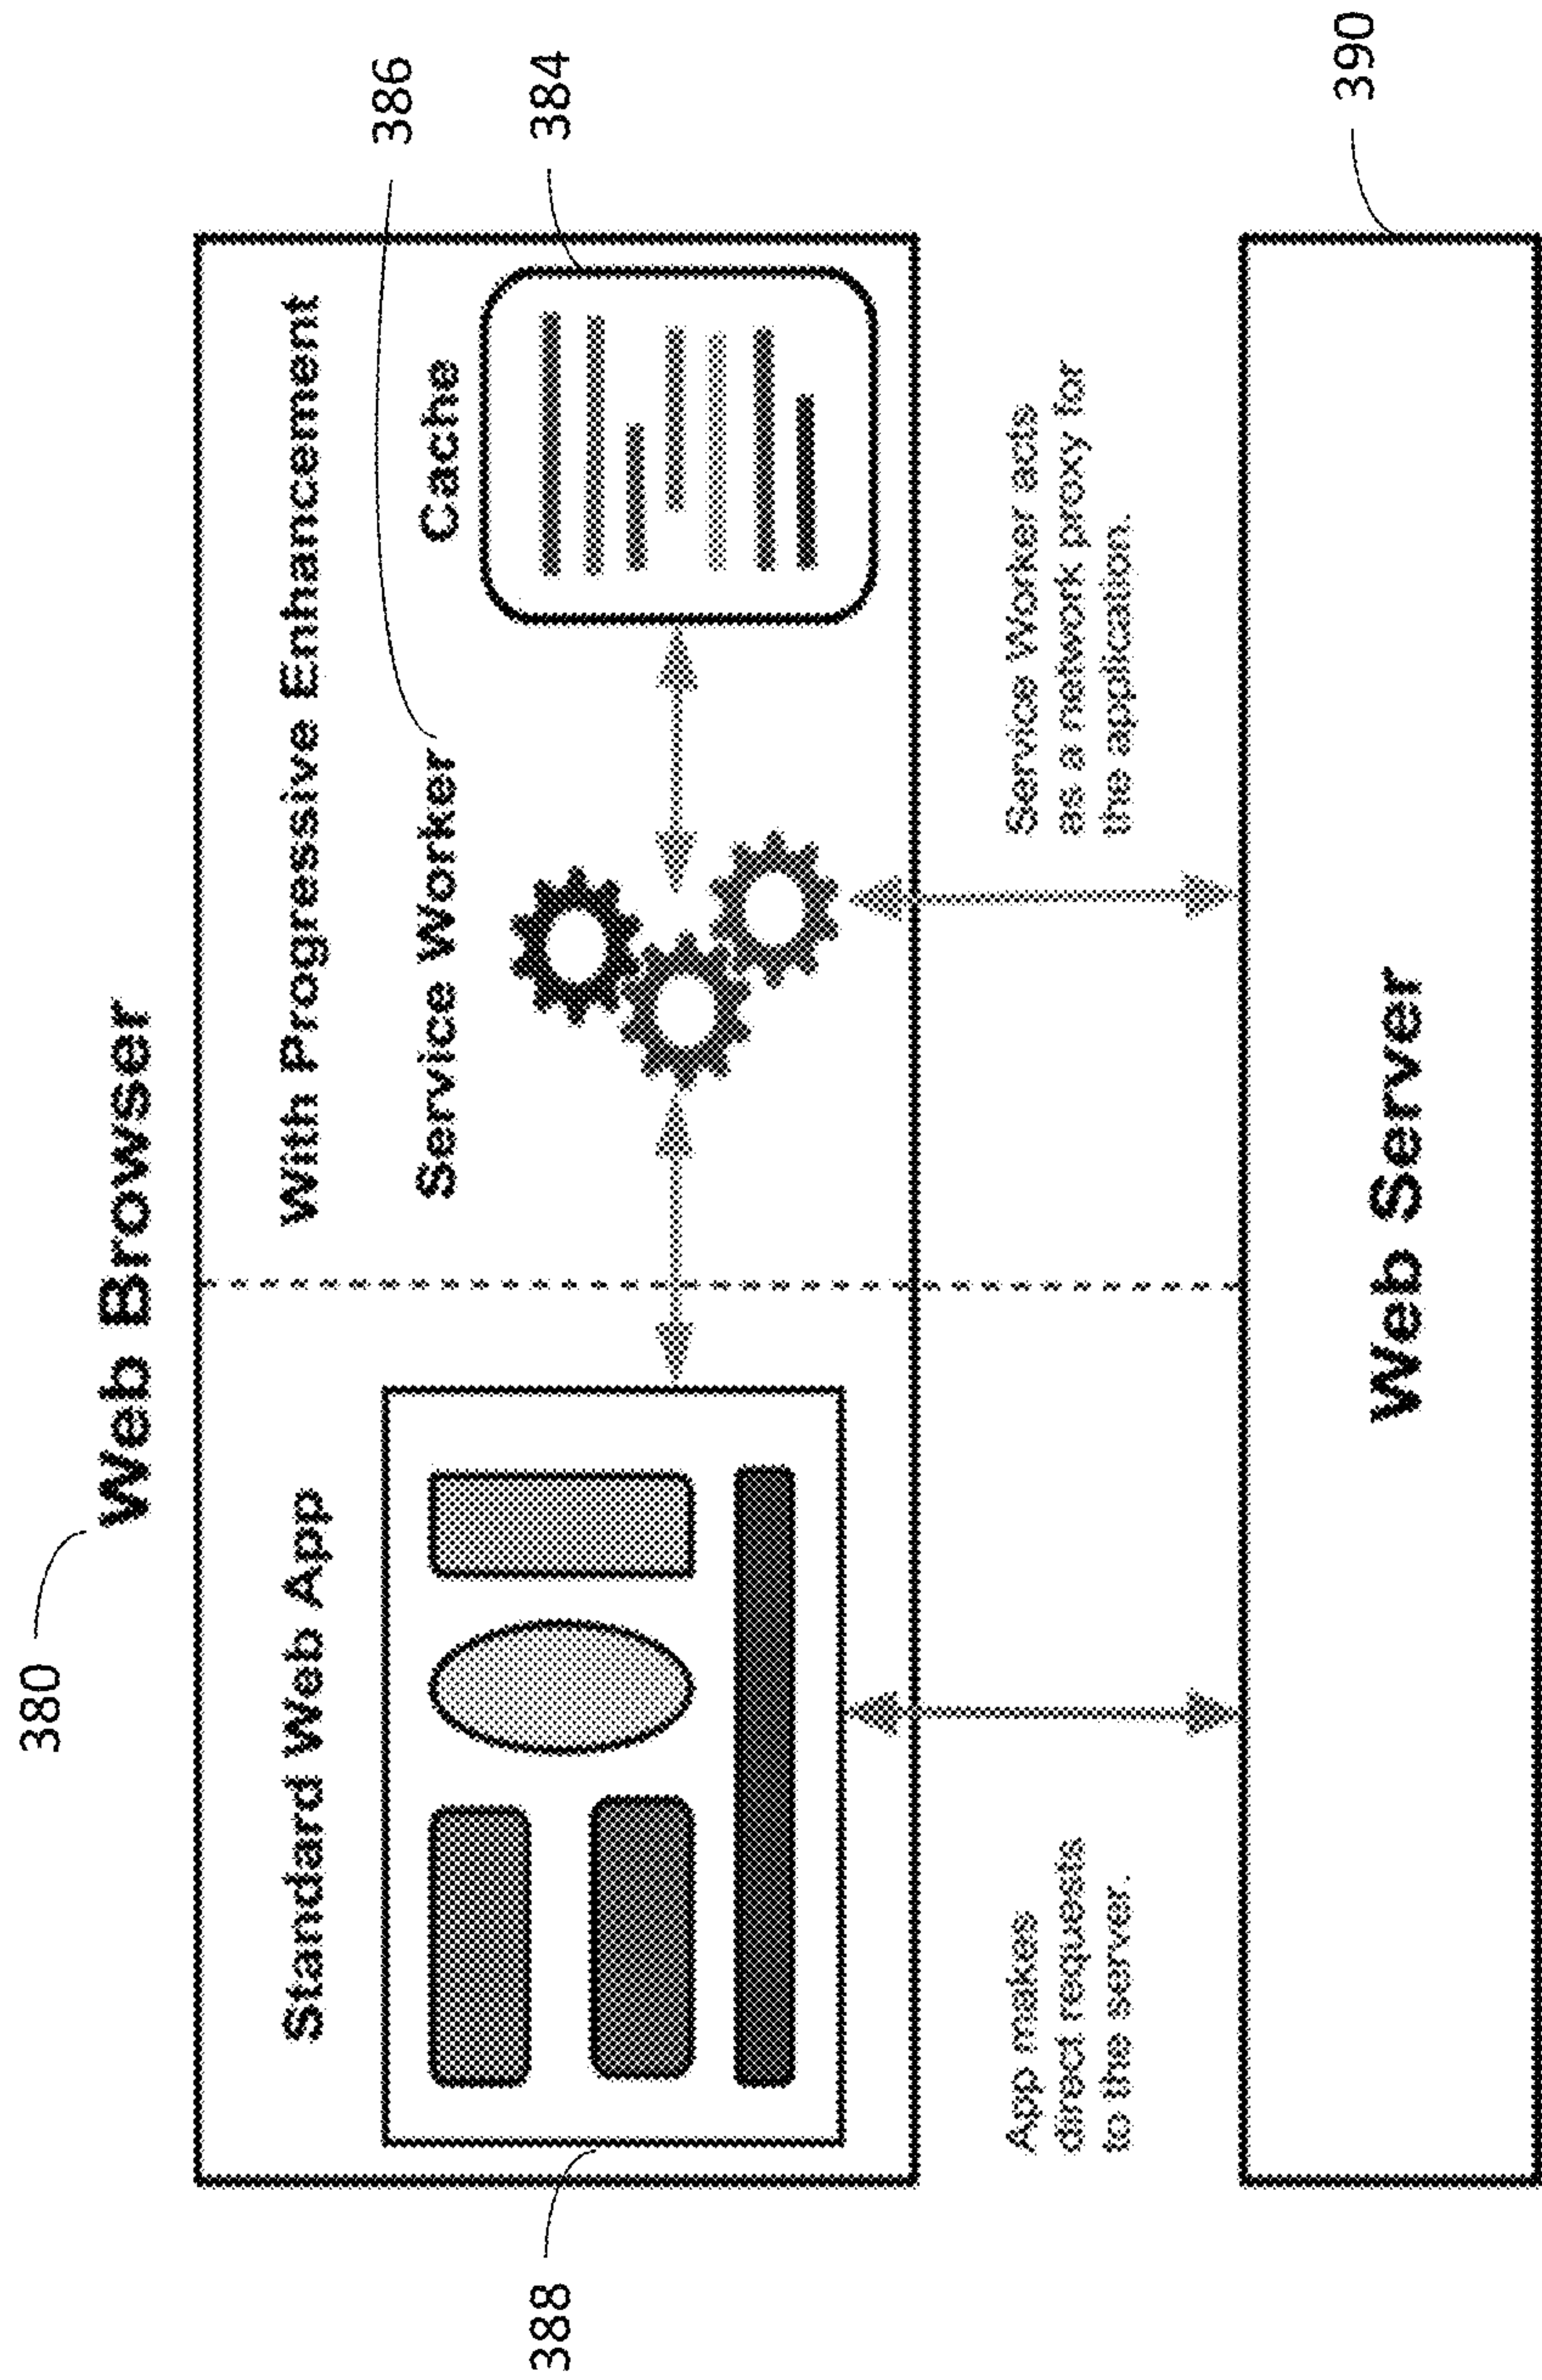 380
Web Browser
Standard Web App
With Progressive Enhancement
Service Worker
386
Cache
384
388
App makes
direct requests
to the server.
Service Worker acts
as a network proxy for
the application.
Web Server
390